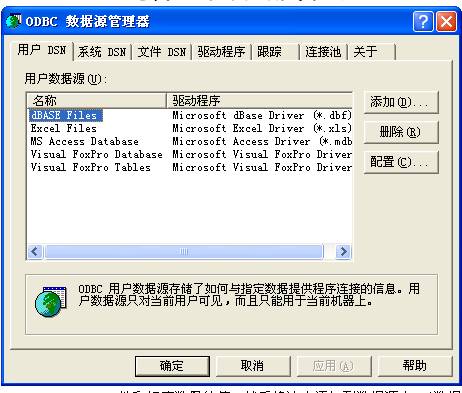 ODBC 数据源管理器
用户 DSN 系统 DSN 文件 DSN 驱动程序 跟踪 连接池 关于
用户数据源(U):
名称 驱动程序
dBASE Files Microsoft dBase Driver (*.dbf)
Excel Files Microsoft Excel Driver (*.xls)
MS Access Database Microsoft Access Driver (*.mdb
Visual FoxPro Database Microsoft Visual FoxPro Driver
Visual FoxPro Tables Microsoft Visual FoxPro Driver
添加(D)...
删除(R)
配置(C)...
ODBC 用户数据源存储了如何与指定数据提供程序连接的信息。用
户数据源只对当前用户可见，而且只能用于当前机器上。
确定 取消 应用(A) 帮助